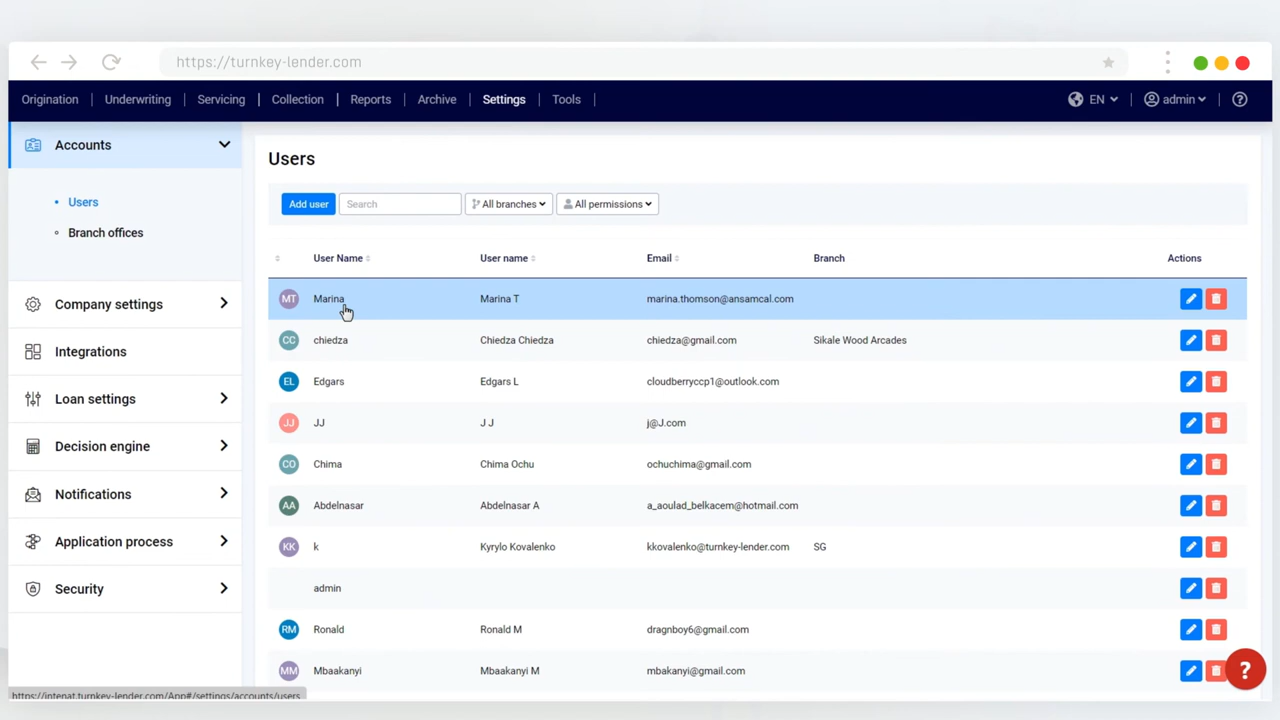 https://turnkey-lender.com
Origination Underwriting Servicing Collection Reports Archive Settings Tools EN admin ?
Accounts
Users
Branch offices
Company settings
Integrations
Loan settings
Decision engine
Notifications
Application process
Security
Users
Add user Search All branches All permissions
User Name User name Email Branch Actions
MT Marina Marina T marina.thomson@ansamcal.com
CC chiedza Chiedza Chiedza chiedza@gmail.com Sikale Wood Arcades
EL Edgars Edgars L cloudberryccp1@outlook.com
JJ JJ J J j@J.com
CO Chima Chima Ochu ochuchima@gmail.com
AA Abdelnasar Abdelnasar A a_aoulad_belkacem@hotmail.com
KK k Kyrylo Kovalenko kkovalenko@turnkey-lender.com SG
admin
RM Ronald Ronald M dragnboy6@gmail.com
MM Mbaakanyi Mbaakanyi M mbakanyi@gmail.com
?
https://intenat.turnkey-lender.com/App#/settings/accounts/users